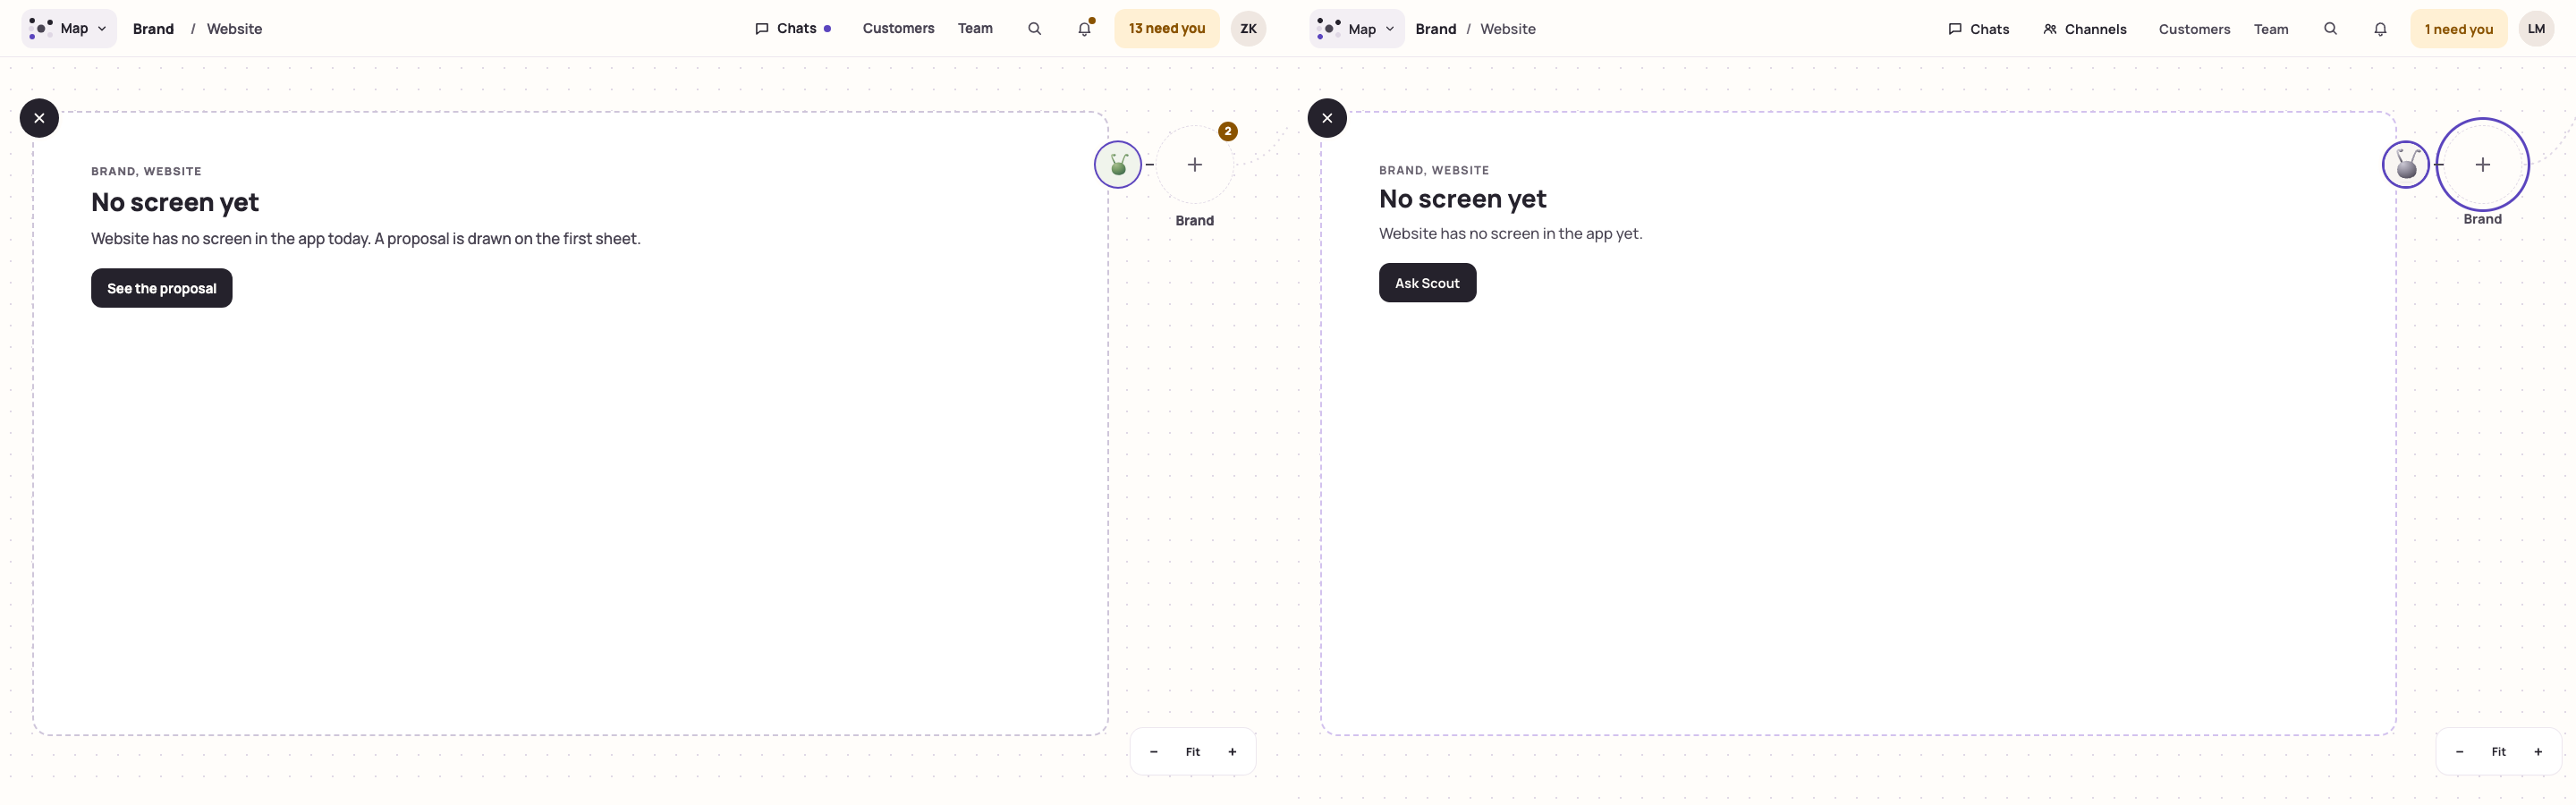 Map
Brand / Website
Chats
Customers
Team
13 need you
ZK
BRAND, WEBSITE
No screen yet
Website has no screen in the app today. A proposal is drawn on the first sheet.
See the proposal
2
Brand
Fit
Map
Brand / Website
Chats
Channels
Customers
Team
1 need you
LM
BRAND, WEBSITE
No screen yet
Website has no screen in the app yet.
Ask Scout
Brand
Fit